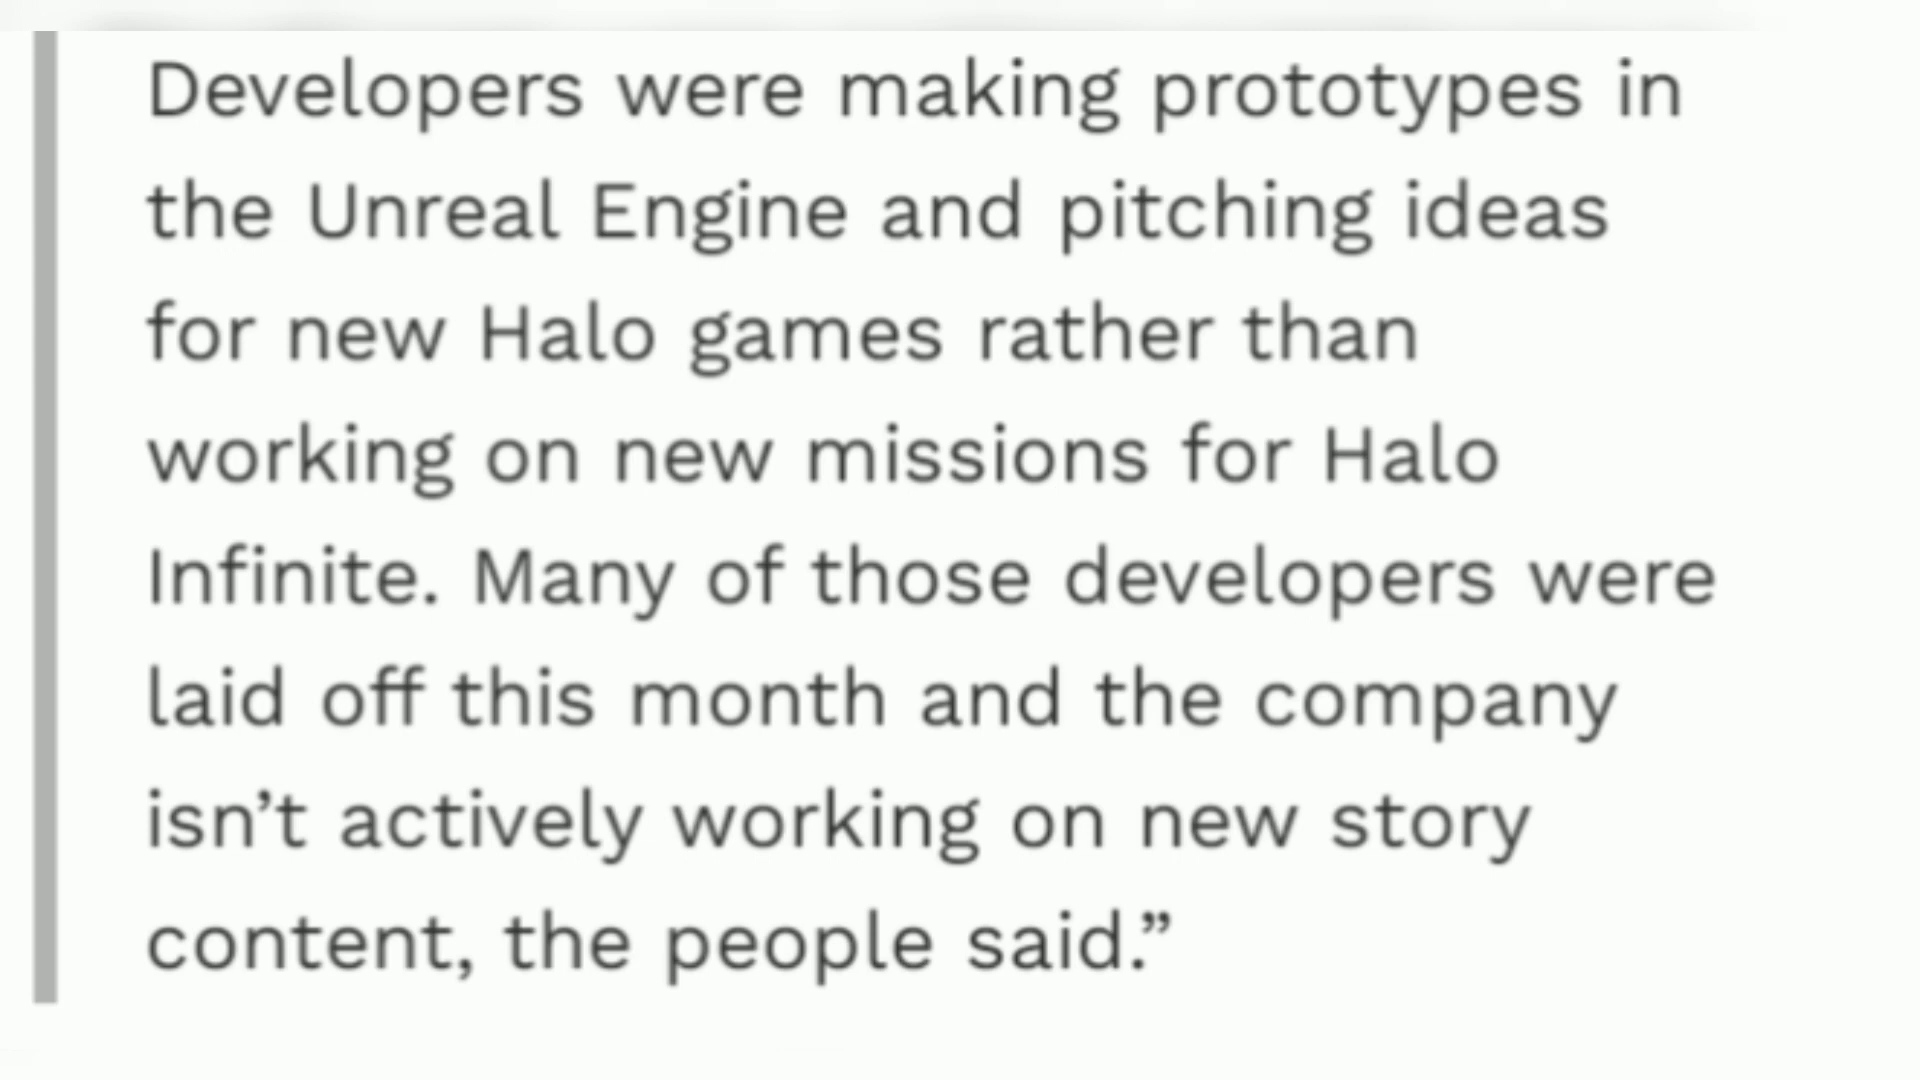 Developers were making prototypes in
the Unreal Engine and pitching ideas
for new Halo games rather than
working on new missions for Halo
Infinite. Many of those developers were
laid off this month and the company
isn’t actively working on new story
content, the people said.”